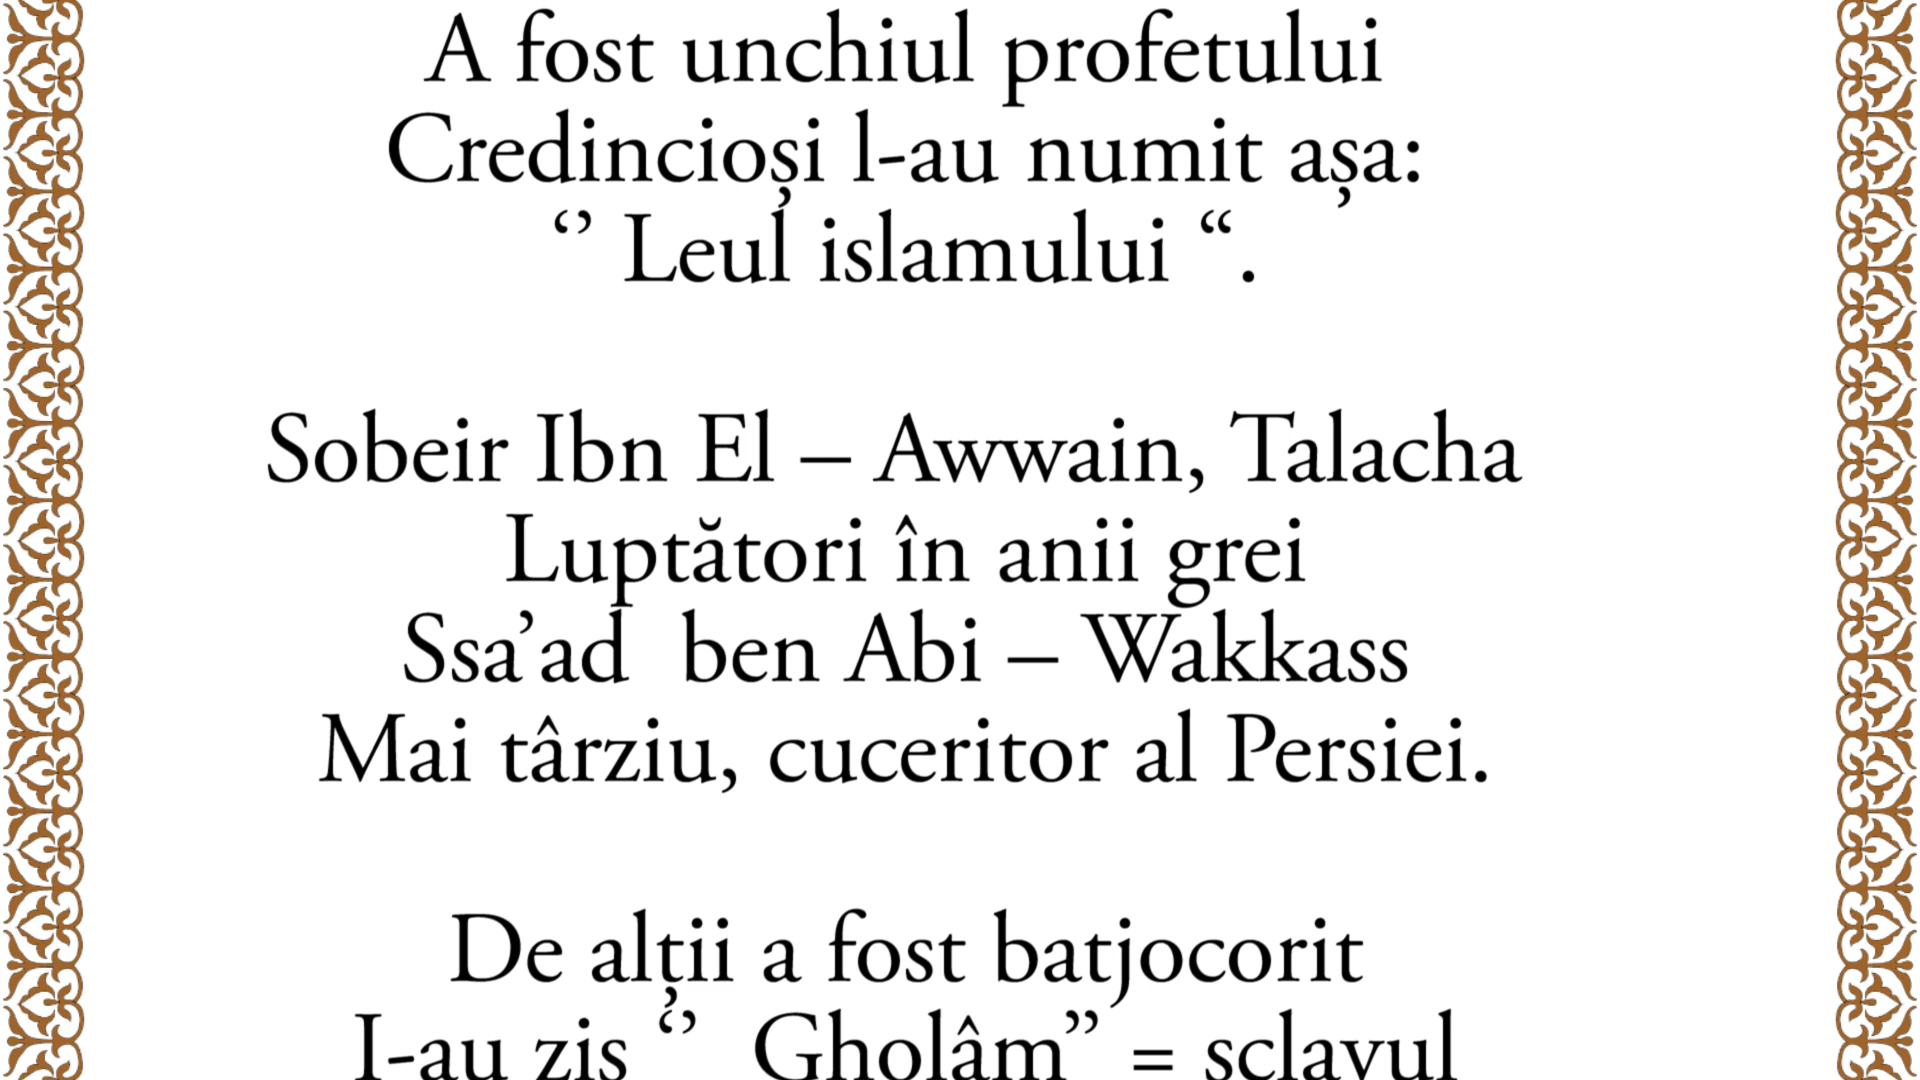 A fost unchiul profetului
Credincioși l-au numit așa:
‘’ Leul islamului “ .
Sobeir Ibn El – Awwain, Talacha
Luptători în anii grei
Ssa’ad  ben Abi – Wakkass
Mai târziu, cuceritor al Persiei.
De alții a fost batjocorit
I-au zis ‘’  Gholâm’’ = sclavul